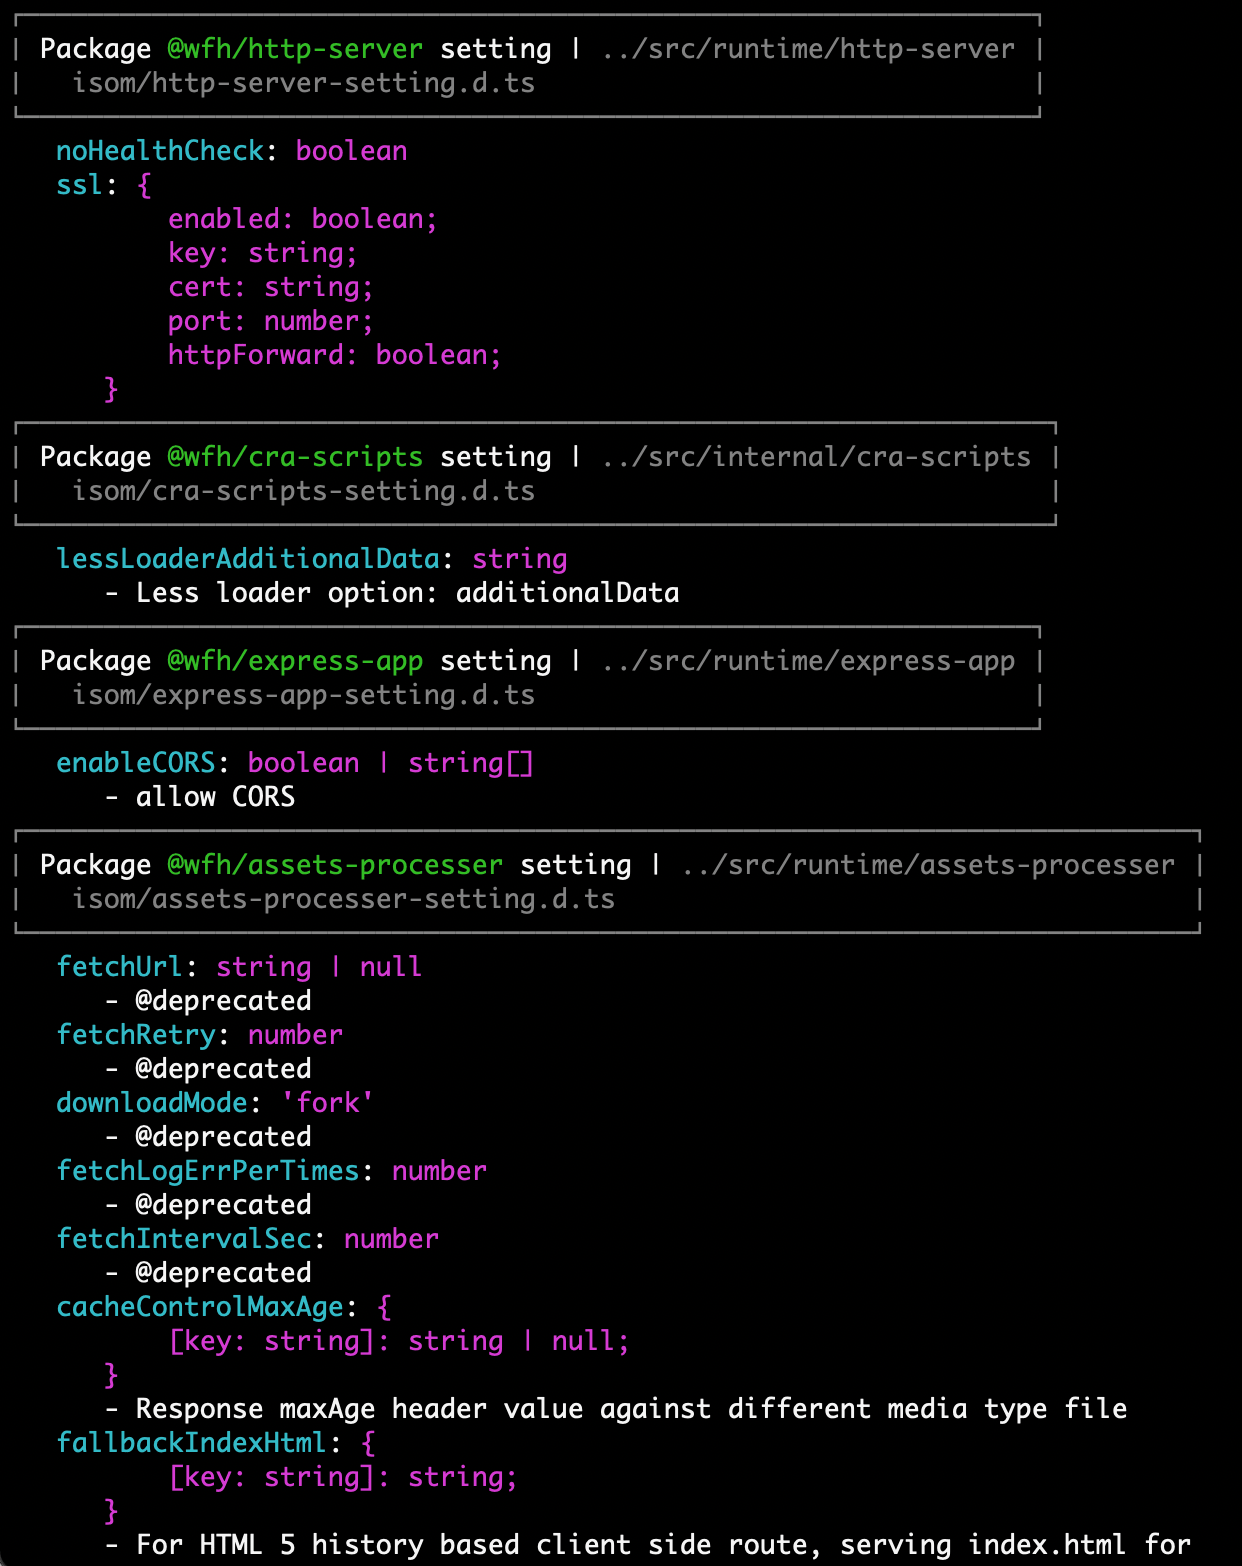 Package @wfh/http-server setting | ../src/runtime/http-server
isom/http-server-setting.d.ts
noHealthCheck: boolean
ssl: {
enabled: boolean;
key: string;
cert: string;
port: number;
httpForward: boolean;
}
Package @wfh/cra-scripts setting | ../src/internal/cra-scripts
isom/cra-scripts-setting.d.ts
lessLoaderAdditionalData: string
- Less loader option: additionalData
Package @wfh/express-app setting | ../src/runtime/express-app
isom/express-app-setting.d.ts
enableCORS: boolean | string[]
- allow CORS
Package @wfh/assets-processer setting | ../src/runtime/assets-processer
isom/assets-processer-setting.d.ts
fetchUrl: string | null
- @deprecated
fetchRetry: number
- @deprecated
downloadMode: 'fork'
- @deprecated
fetchLogErrPerTimes: number
- @deprecated
fetchIntervalSec: number
- @deprecated
cacheControlMaxAge: {
[key: string]: string | null;
}
- Response maxAge header value against different media type file
fallbackIndexHtml: {
[key: string]: string;
}
- For HTML 5 history based client side route, serving index.html for